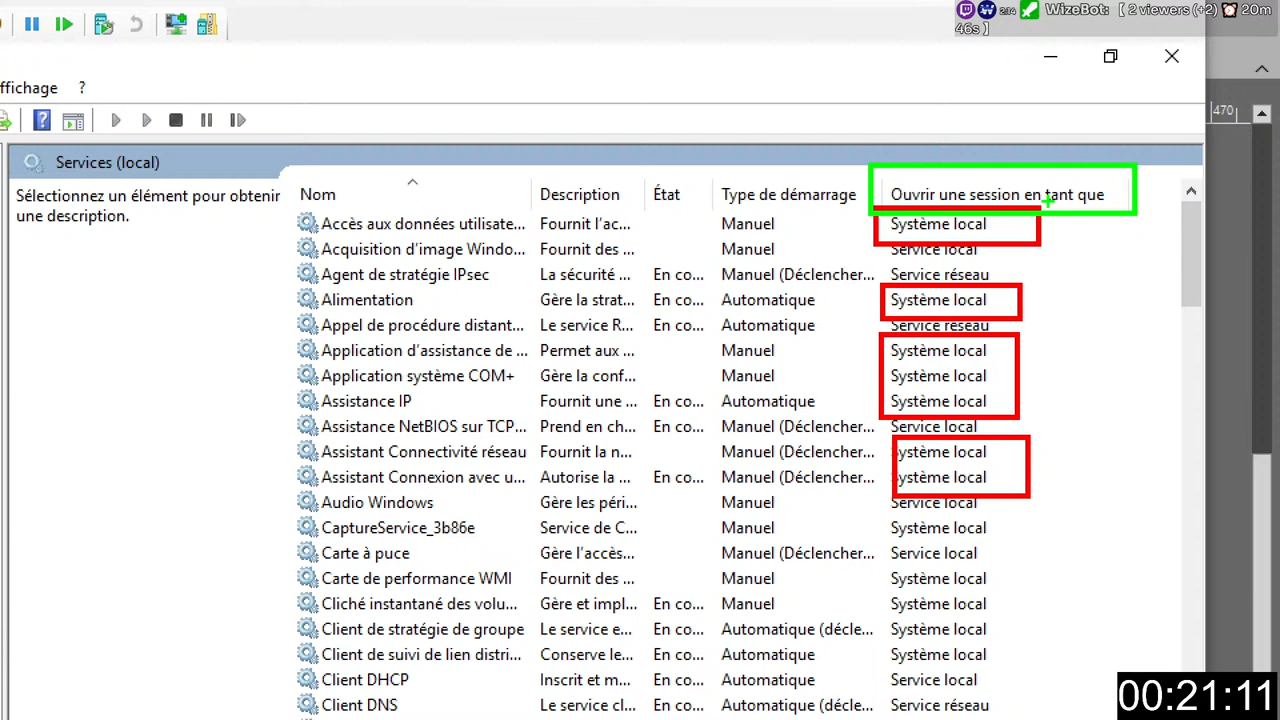 2:14 WizeBot: [ 2 viewers (+2) 20m
46s ]
ffichage ?
470
Services (local)
Sélectionnez un élément pour obtenir
une description.
Nom Description État Type de démarrage Ouvrir une session en tant que
Accès aux données utilisate... Fournit l'ac... Manuel Système local
Acquisition d'image Windo... Fournit des ... Manuel Service local
Agent de stratégie IPsec La sécurité ... En co... Manuel (Déclencher... Service réseau
Alimentation Gère la strat... En co... Automatique Système local
Appel de procédure distant... Le service R... En co... Automatique Service réseau
Application d'assistance de ... Permet aux ... Manuel Système local
Application système COM+ Gère la conf... Manuel Système local
Assistance IP Fournit une ... En co... Automatique Système local
Assistance NetBIOS sur TCP... Prend en ch... En co... Manuel (Déclencher... Service local
Assistant Connectivité réseau Fournit la n... Manuel (Déclencher... Système local
Assistant Connexion avec u... Autorise la ... En co... Manuel (Déclencher... Système local
Audio Windows Gère les péri... Manuel Service local
CaptureService_3b86e Service de C... Manuel Système local
Carte à puce Gère l'accès... Manuel (Déclencher... Service local
Carte de performance WMI Fournit des ... Manuel Système local
Cliché instantané des volu... Gère et impl... En co... Manuel Système local
Client de stratégie de groupe Le service e... En co... Automatique (décle... Système local
Client de suivi de lien distri... Conserve le... En co... Automatique Système local
Client DHCP Inscrit et m... En co... Automatique Service local
Client DNS Le service cl... En co... Automatique (décle... Service réseau
00:21:11